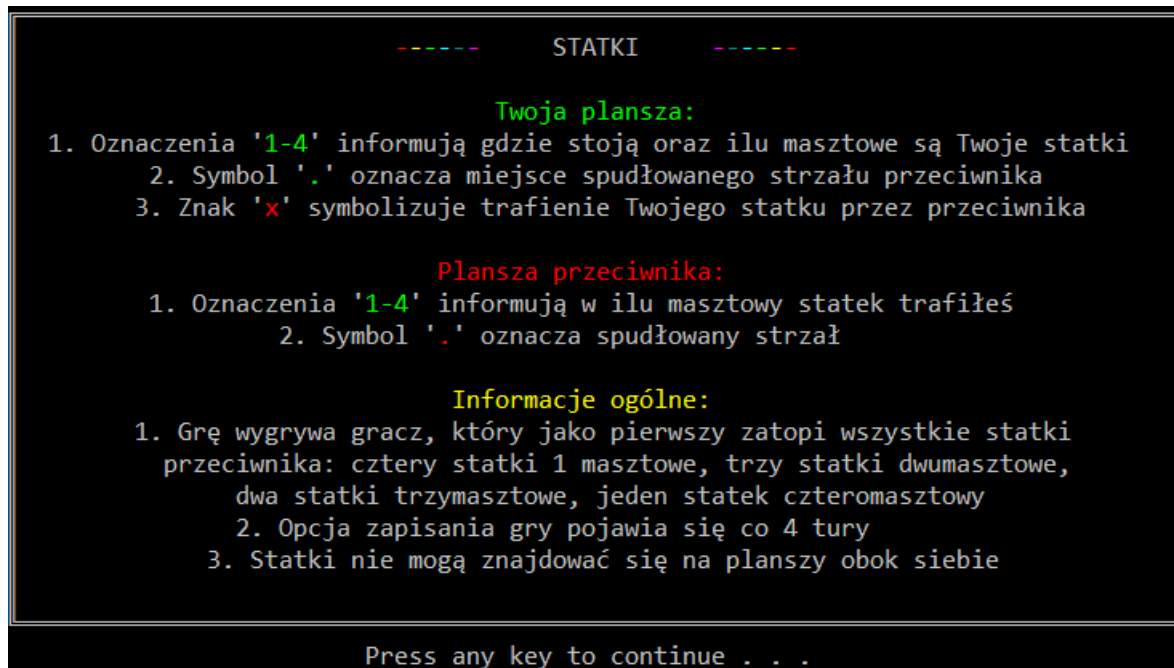 ------ STATKI ------
Twoja plansza:
1. Oznaczenia '1-4' informują gdzie stoją oraz ilu masztowe są Twoje statki
2. Symbol '.' oznacza miejsce spudłowanego strzału przeciwnika
3. Znak 'x' symbolizuje trafienie Twojego statku przez przeciwnika
Plansza przeciwnika:
1. Oznaczenia '1-4' informują w ilu masztowy statek trafiłeś
2. Symbol '.' oznacza spudłowany strzał
Informacje ogólne:
1. Grę wygrywa gracz, który jako pierwszy zatopi wszystkie statki
przeciwnika: cztery statki 1 masztowe, trzy statki dwumasztowe,
dwa statki trzymasztowe, jeden statek czteromasztowy
2. Opcja zapisania gry pojawia się co 4 tury
3. Statki nie mogą znajdować się na planszy obok siebie
Press any key to continue . . .